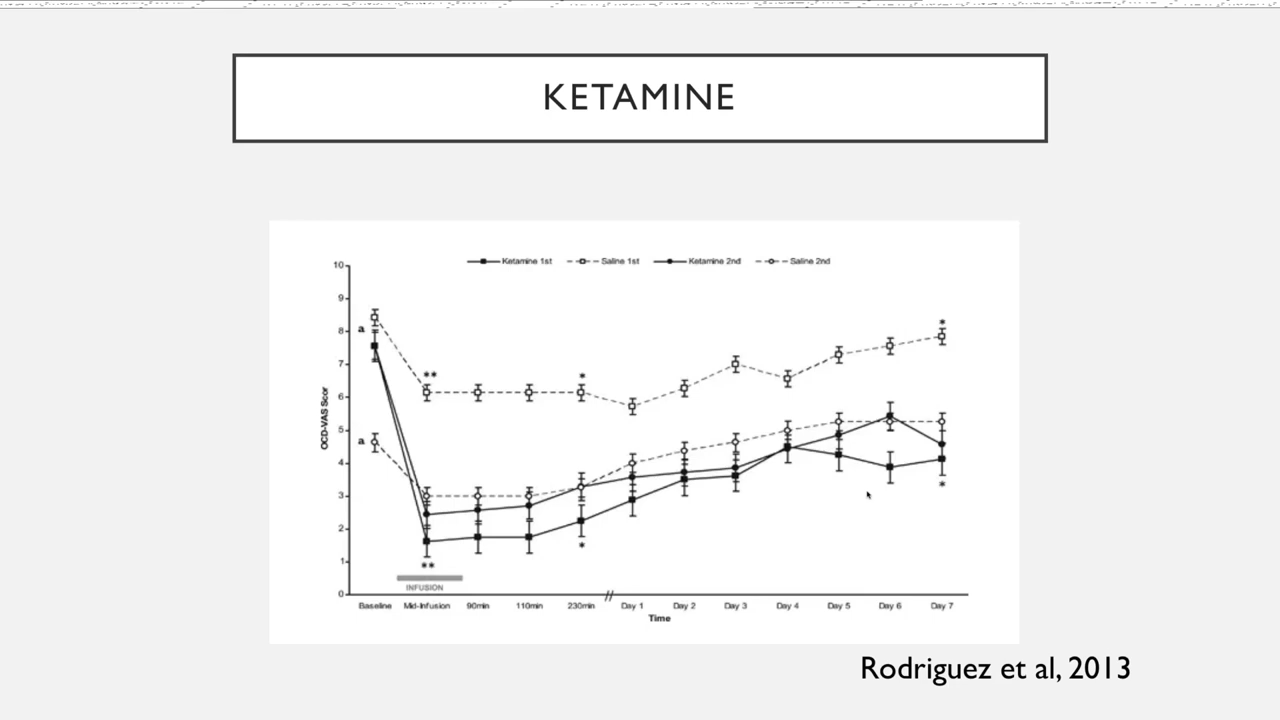 KETAMINE
Ketamine 1st
Saline 1st
Ketamine 2nd
Saline 2nd
10
9
8
7
6
5
4
3
2
1
0
OCD-VAS Scor
a
a
**
*
*
**
*
*
INFUSION
Baseline Mid-Infusion 90min 110min 230min Day 1 Day 2 Day 3 Day 4 Day 5 Day 6 Day 7
Time
Rodriguez et al, 2013